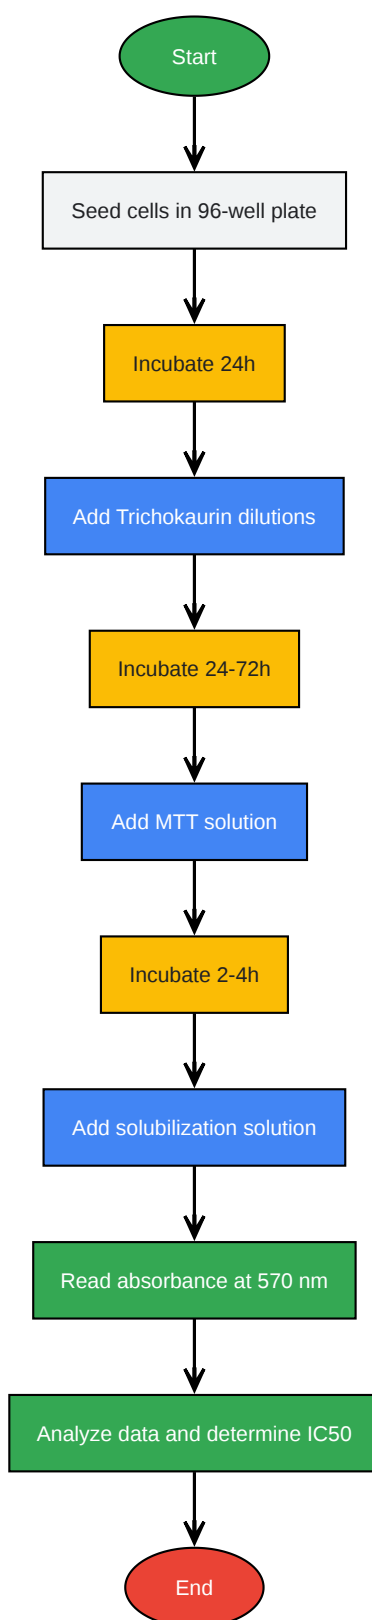 Start
Seed cells in 96-well plate
Incubate 24h
Add Trichokaurin dilutions
Incubate 24-72h
Add MTT solution
Incubate 2-4h
Add solubilization solution
Read absorbance at 570 nm
Analyze data and determine IC50
End